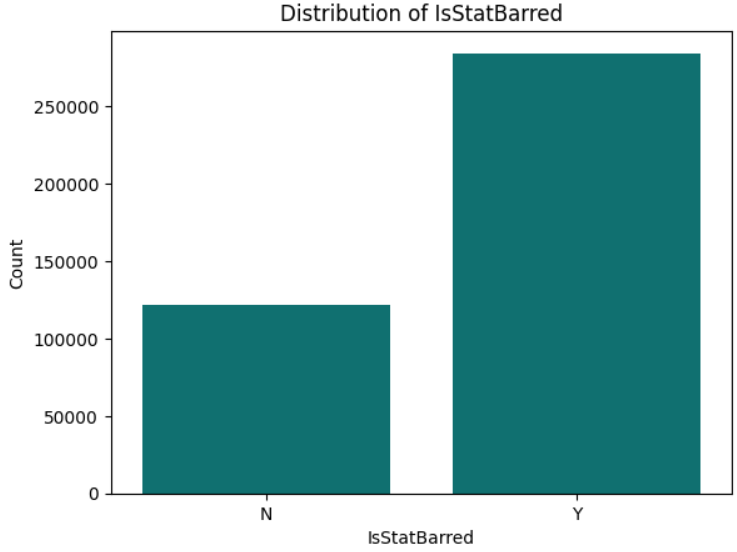 Distribution of IsStatBarred
Count
250000
200000
150000
100000
50000
0
N
Y
IsStatBarred